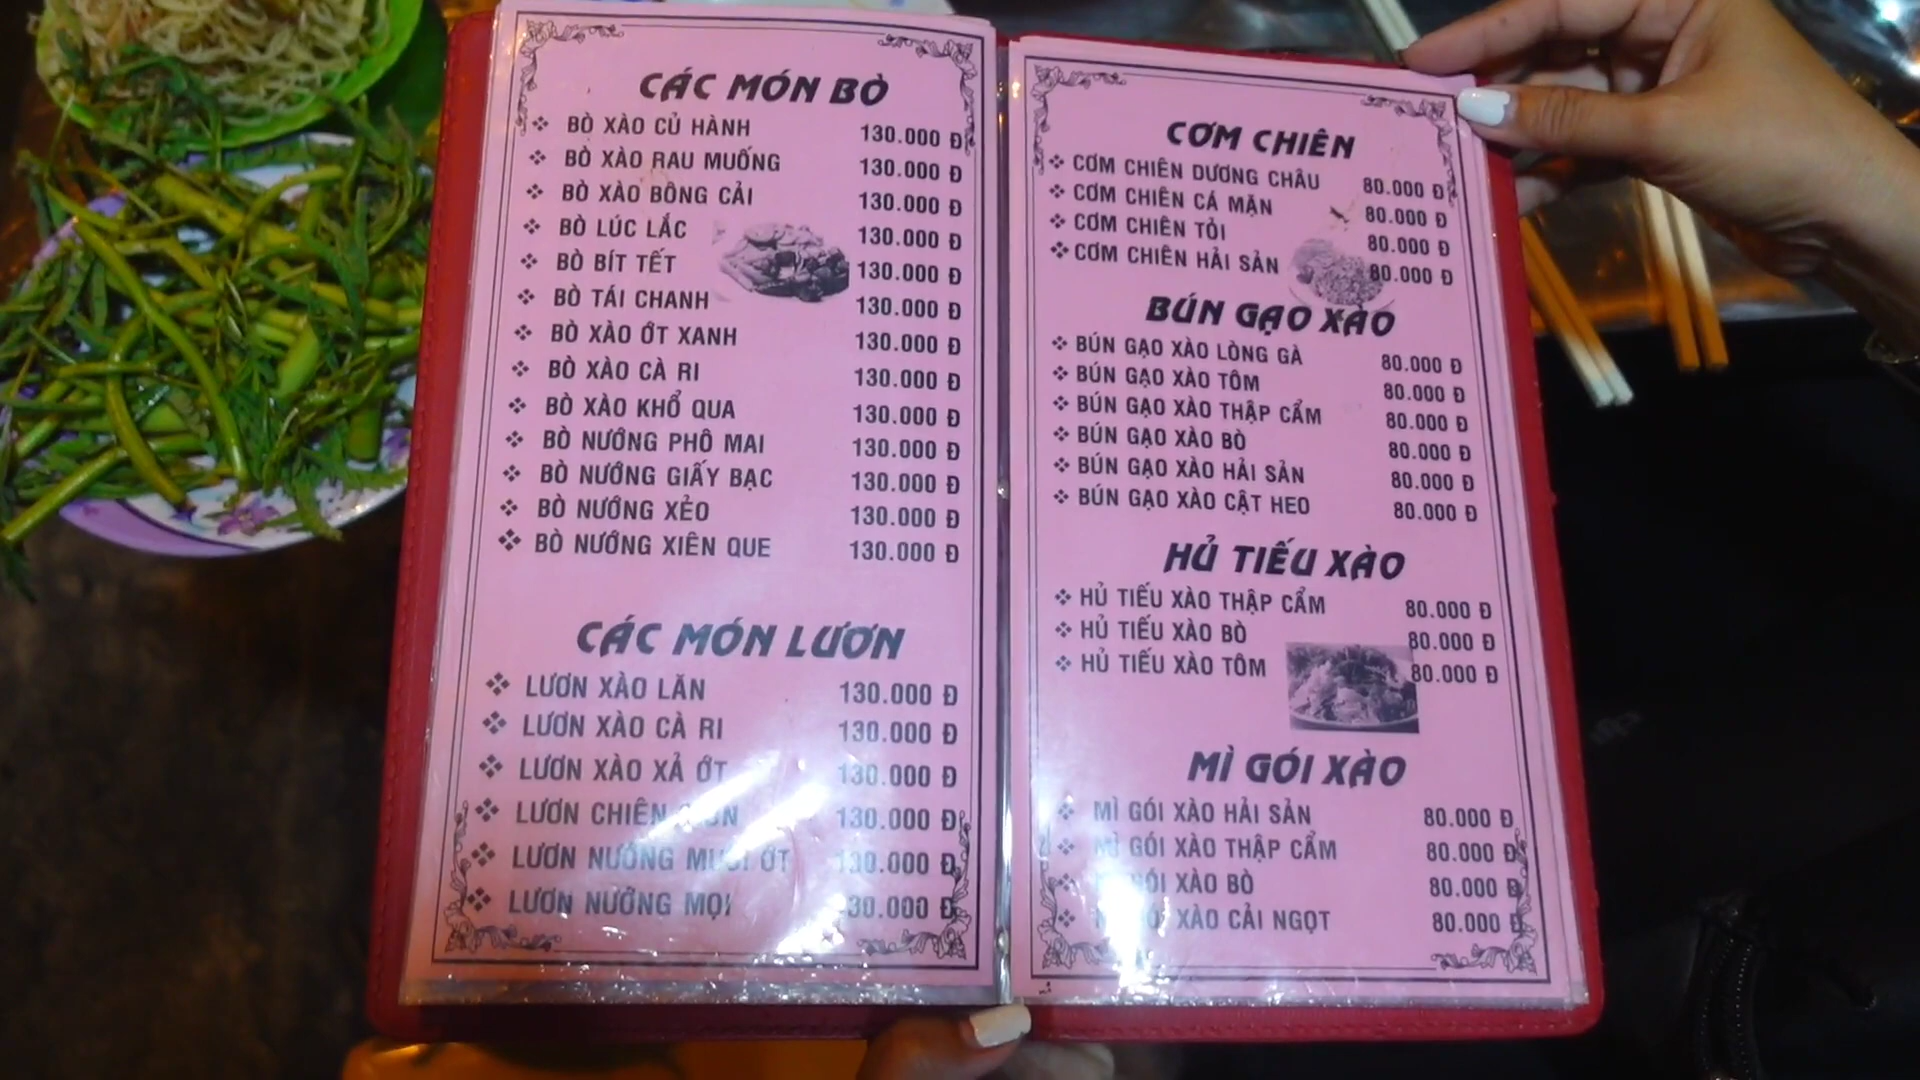 CÁC MÓN BÒ
BÒ XÀO CỦ HÀNH 130.000 Đ
BÒ XÀO RAU MUỐNG 130.000 Đ
BÒ XÀO BÔNG CẢI 130.000 Đ
BÒ LÚC LẮC 130.000 Đ
BÒ BÍT TẾT 130.000 Đ
BÒ TÁI CHANH 130.000 Đ
BÒ XÀO ỚT XANH 130.000 Đ
BÒ XÀO CÀ RI 130.000 Đ
BÒ XÀO KHỔ QUA 130.000 Đ
BÒ NƯỚNG PHÔ MAI 130.000 Đ
BÒ NƯỚNG GIẤY BẠC 130.000 Đ
BÒ NƯỚNG XẺO 130.000 Đ
BÒ NƯỚNG XIÊN QUE 130.000 Đ
CÁC MÓN LƯƠN
LƯƠN XÀO LĂN 130.000 Đ
LƯƠN XÀO CÀ RI 130.000 Đ
LƯƠN XÀO XẢ ỚT 130.000 Đ
LƯƠN CHIÊN 130.000 Đ
LƯƠN NƯỚNG MUỐI ỚT 130.000 Đ
LƯƠN NƯỚNG MỌI 130.000 Đ
CƠM CHIÊN
CƠM CHIÊN DƯƠNG CHÂU 80.000 Đ
CƠM CHIÊN CÁ MẶN 80.000 Đ
CƠM CHIÊN TỎI 80.000 Đ
CƠM CHIÊN HẢI SẢN 80.000 Đ
BÚN GẠO XÀO
BÚN GẠO XÀO LÒNG GÀ 80.000 Đ
BÚN GẠO XÀO TÔM 80.000 Đ
BÚN GẠO XÀO THẬP CẨM 80.000 Đ
BÚN GẠO XÀO BÒ 80.000 Đ
BÚN GẠO XÀO HẢI SẢN 80.000 Đ
BÚN GẠO XÀO CẬT HEO 80.000 Đ
HỦ TIẾU XÀO
HỦ TIẾU XÀO THẬP CẨM 80.000 Đ
HỦ TIẾU XÀO BÒ 80.000 Đ
HỦ TIẾU XÀO TÔM 80.000 Đ
MÌ GÓI XÀO
MÌ GÓI XÀO HẢI SẢN 80.000 Đ
MÌ GÓI XÀO THẬP CẨM 80.000 Đ
MÌ GÓI XÀO BÒ 80.000 Đ
MÌ GÓI XÀO CẢI NGỌT 80.000 Đ